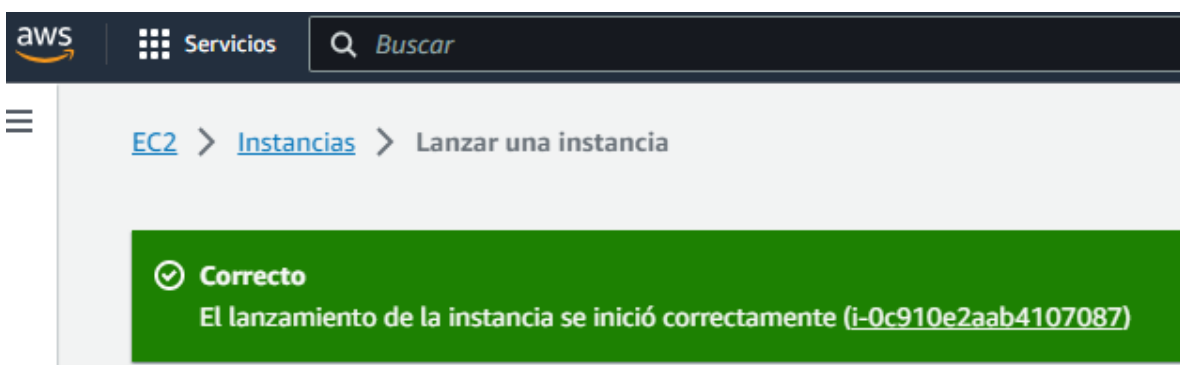 aws Servicios Buscar
EC2 > Instancias > Lanzar una instancia
Correcto
El lanzamiento de la instancia se inició correctamente (i-0c910e2aab4107087)